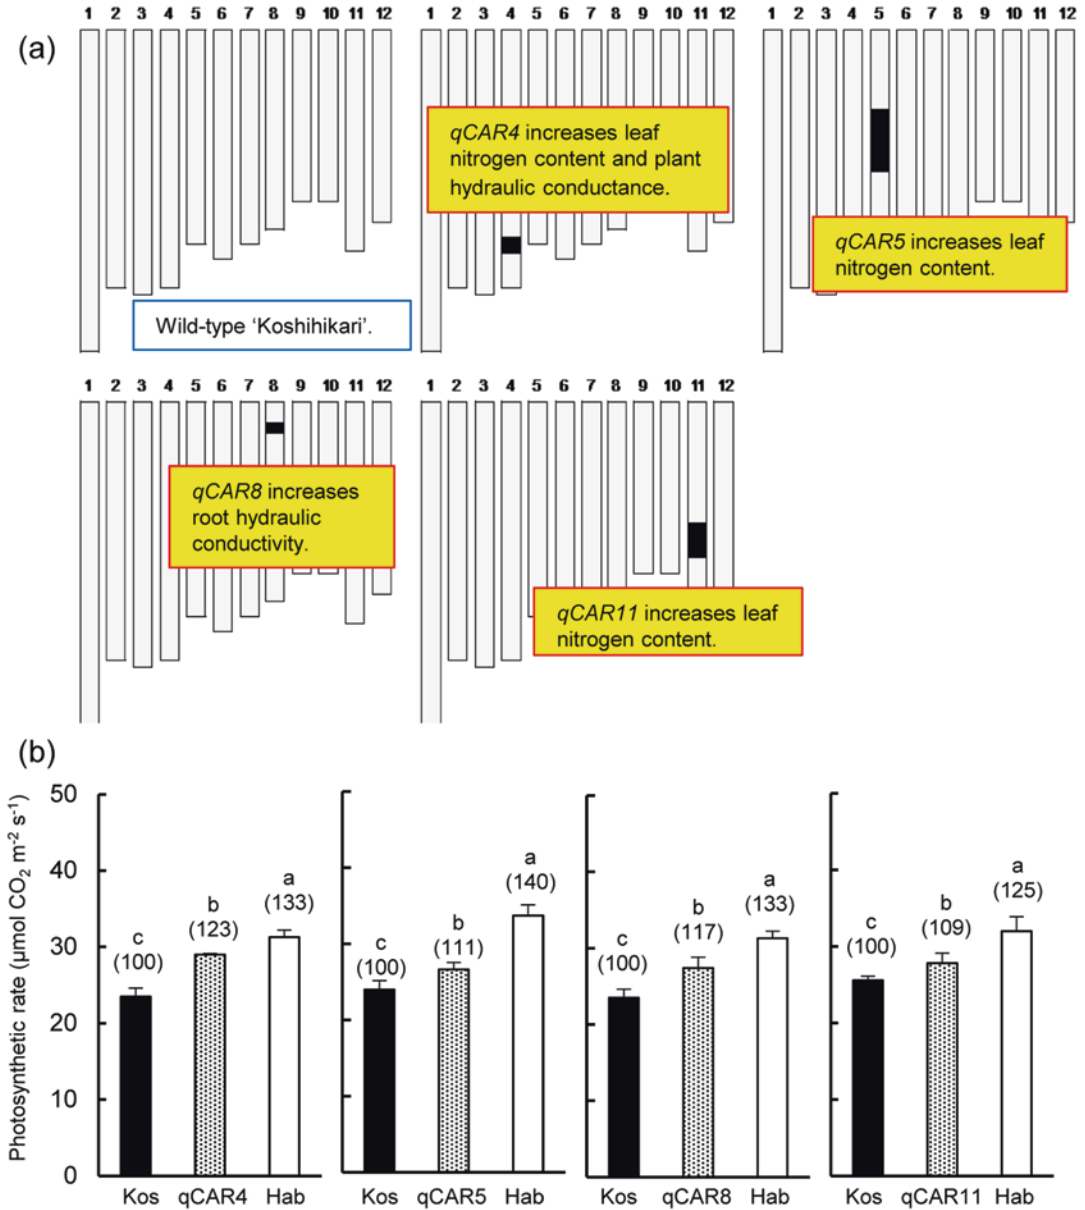 (a)
1 2 3 4 5 6 7 8 9 10 11 12
1 2 3 4 5 6 7 8 9 10 11 12
1 2 3 4 5 6 7 8 9 10 11 12
Wild-type ‘Koshihikari’.
qCAR4 increases leaf
nitrogen content and plant
hydraulic conductance.
qCAR5 increases leaf
nitrogen content.
1 2 3 4 5 6 7 8 9 10 11 12
1 2 3 4 5 6 7 8 9 10 11 12
qCAR8 increases
root hydraulic
conductivity.
qCAR11 increases leaf
nitrogen content.
(b)
Photosynthetic rate (μmol CO₂ m⁻² s⁻¹)
50
40
30
20
10
0
c
(100)
b
(123)
a
(133)
Kos qCAR4 Hab
c
(100)
b
(111)
a
(140)
Kos qCAR5 Hab
c
(100)
b
(117)
a
(133)
Kos qCAR8 Hab
c
(100)
b
(109)
a
(125)
Kos qCAR11 Hab